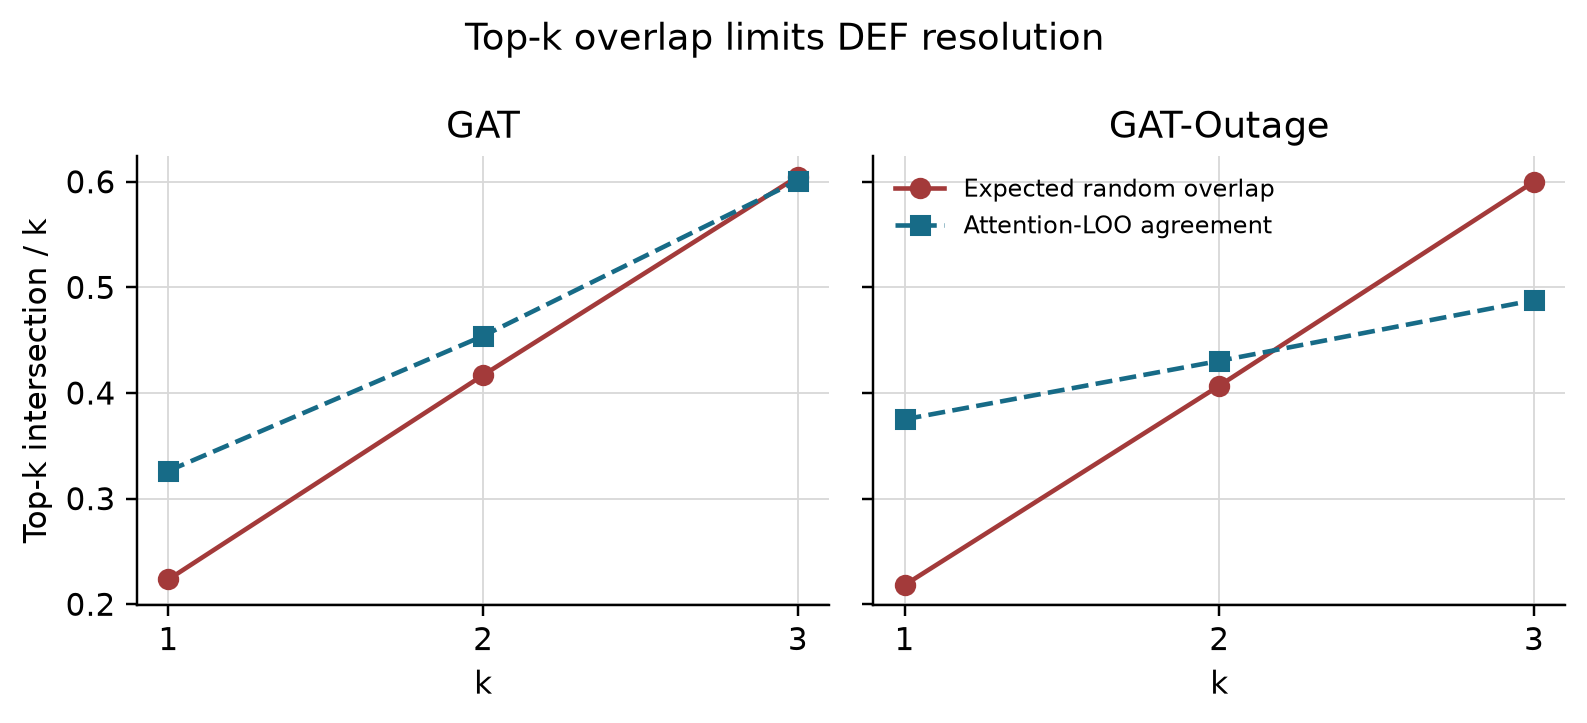 Top-k overlap limits DEF resolution
GAT
GAT-Outage
Top-k intersection / k
0.6
0.5
0.4
0.3
0.2
1 2 3
k
Expected random overlap
Attention-LOO agreement
1 2 3
k